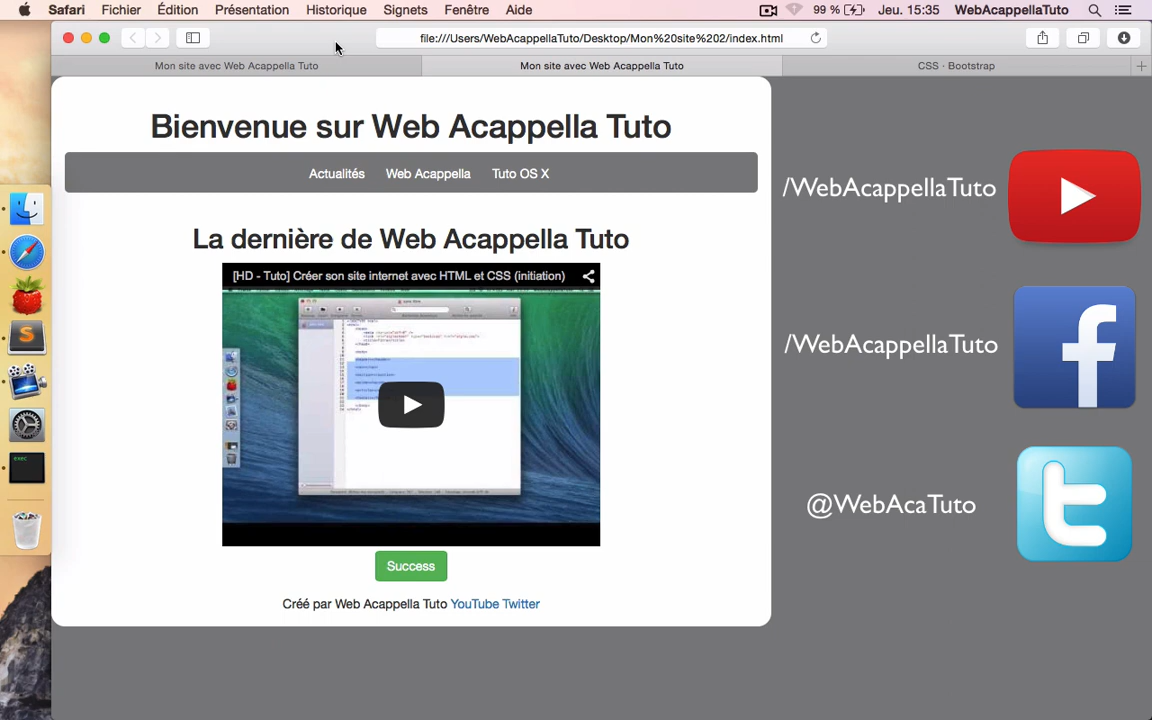 Safari Fichier Édition Présentation Historique Signets Fenêtre Aide 99 % Jeu. 15:35 WebAcappellaTuto
file:///Users/WebAcappellaTuto/Desktop/Mon%20site%202/index.html
Mon site avec Web Acappella Tuto Mon site avec Web Acappella Tuto CSS · Bootstrap
Bienvenue sur Web Acappella Tuto
Actualités Web Acappella Tuto OS X
La dernière de Web Acappella Tuto
[HD - Tuto] Créer son site internet avec HTML et CSS (initiation)
Success
Créé par Web Acappella Tuto YouTube Twitter
/WebAcappellaTuto
/WebAcappellaTuto
@WebAcaTuto